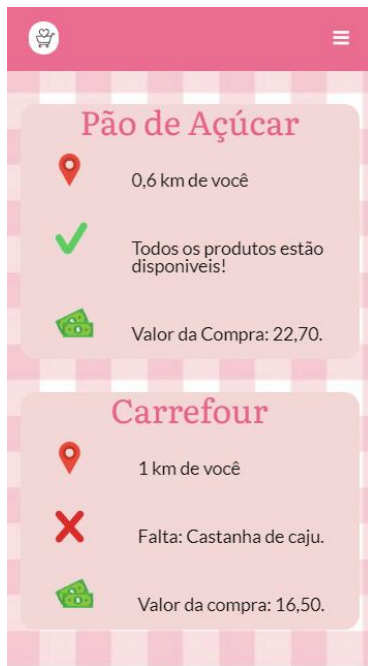 Pão de Açúcar
0,6 km de você
Todos os produtos estão
disponiveis!
Valor da Compra: 22,70.
Carrefour
1 km de você
Falta: Castanha de caju.
Valor da compra: 16,50.